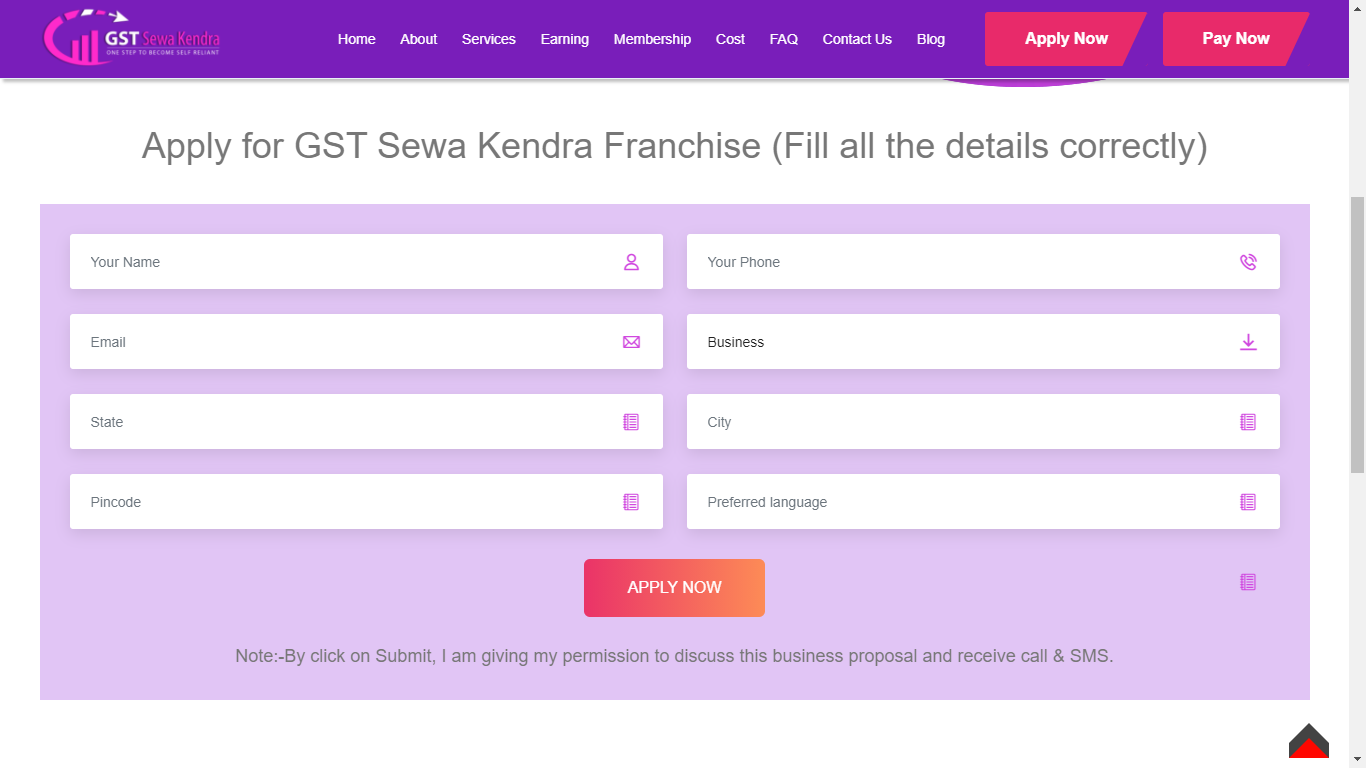 GST Sewa Kendra
ONE STEP TO BECOME SELF RELIANT
Home About Services Earning Membership Cost FAQ Contact Us Blog Apply Now Pay Now
Apply for GST Sewa Kendra Franchise (Fill all the details correctly)
Your Name Your Phone
Email Business
State City
Pincode Preferred language
APPLY NOW
Note:-By click on Submit, I am giving my permission to discuss this business proposal and receive call & SMS.